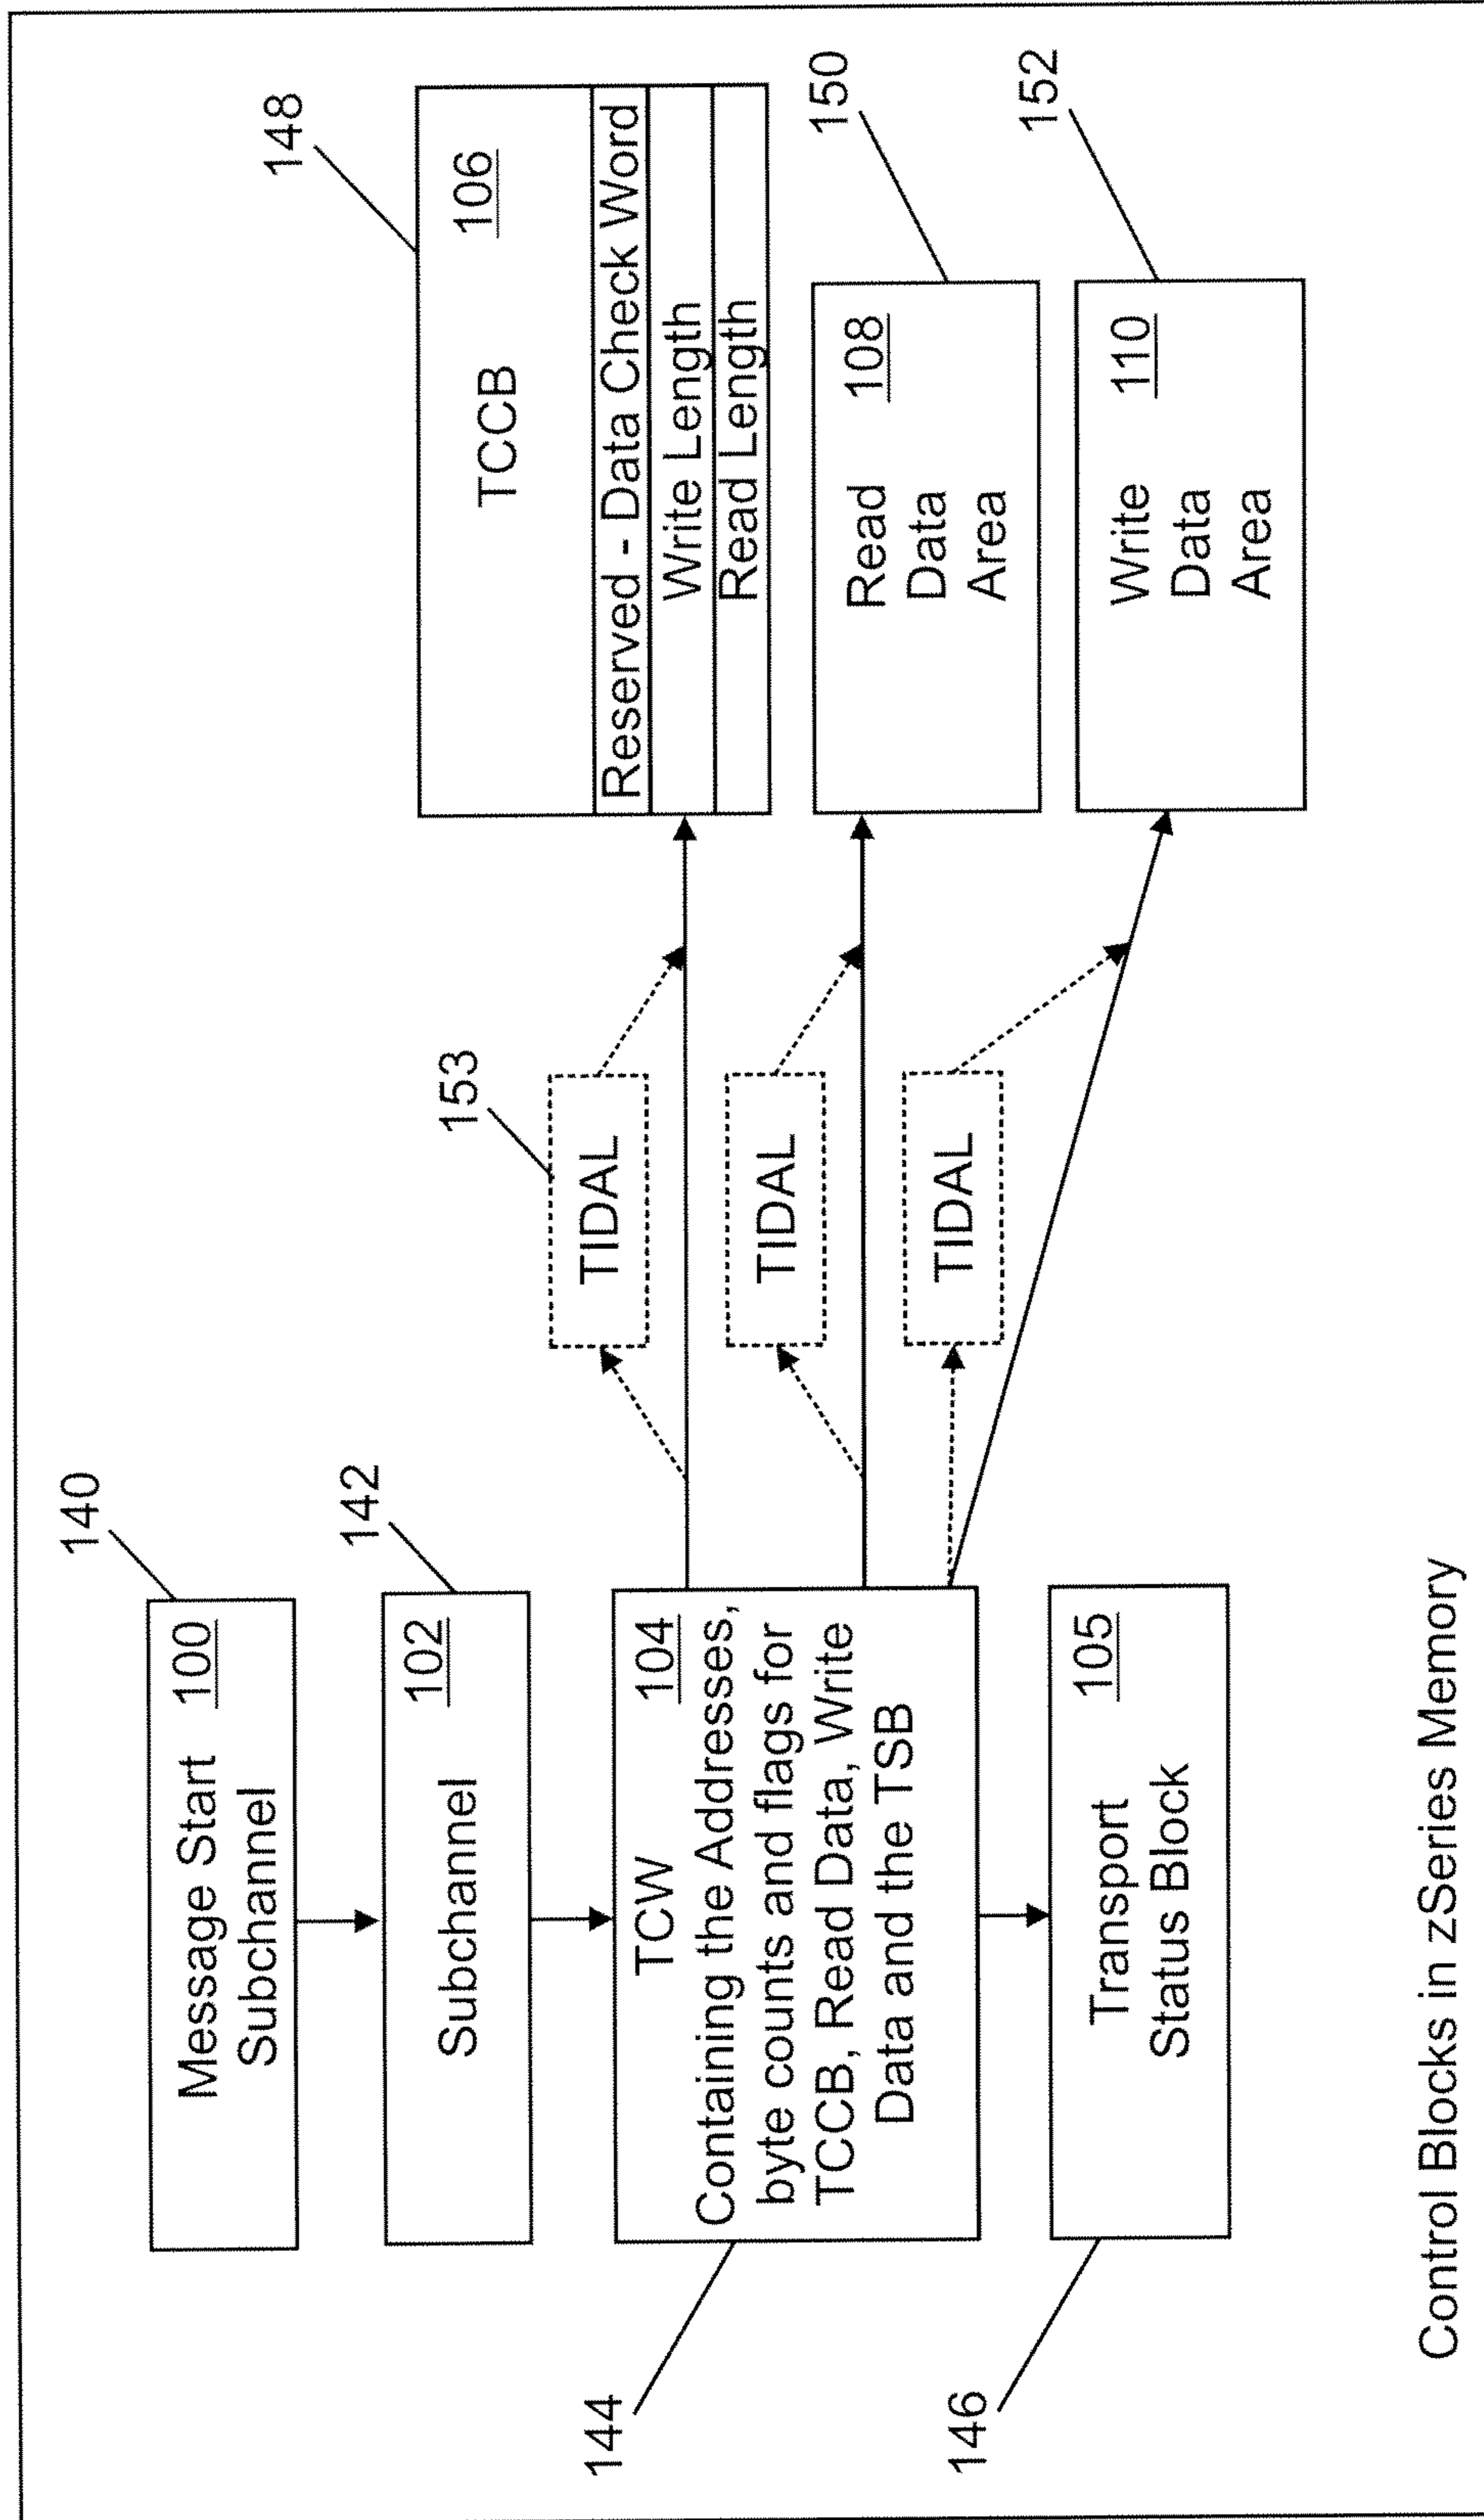 140
Message Start 100
Subchannel
142
102
Subchannel
144
TCW 104
Containing the Addresses,
byte counts and flags for
TCCB, Read Data, Write
Data and the TSB
146
105
Transport
Status Block
153
TIDAL
TIDAL
TIDAL
148
TCCB 106
Reserved - Data Check Word
Write Length
Read Length
150
Read 108
Data
Area
152
Write 110
Data
Area
Control Blocks in zSeries Memory